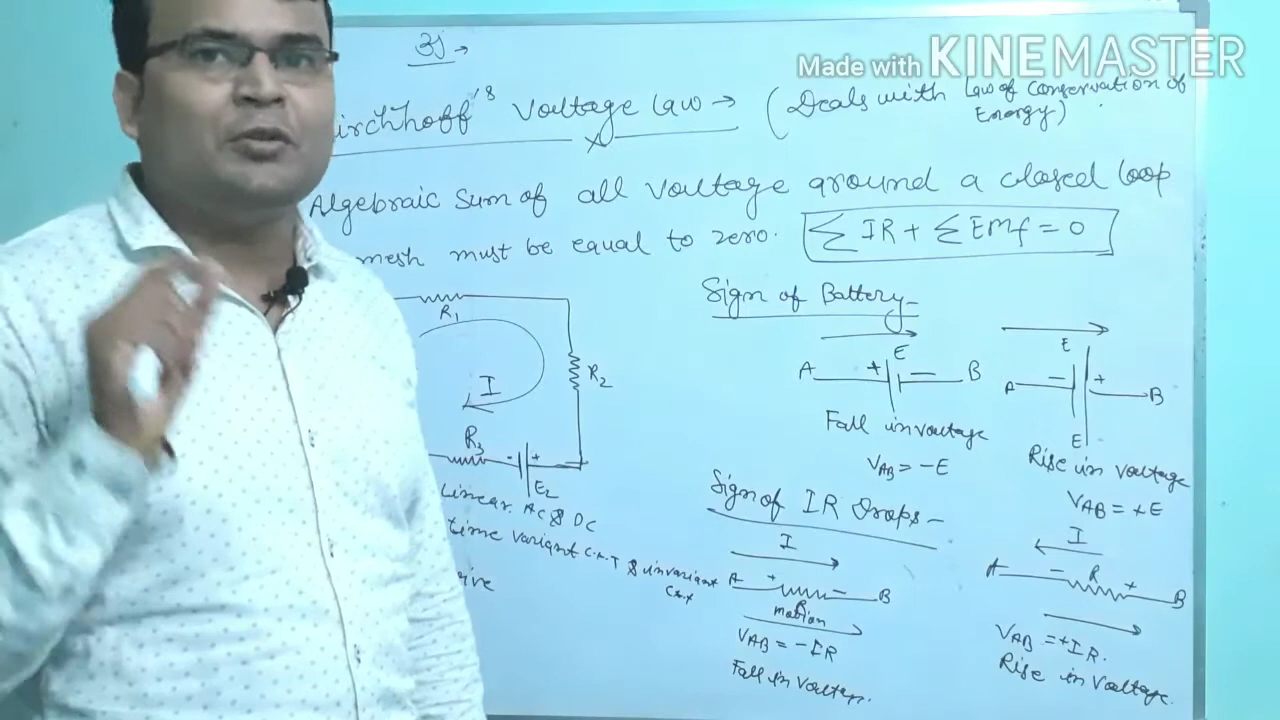 Made with KINEMASTER
3) →
irchhoff's Voltage law → (Deals with Law of conservation of
Energy)
Algebraic Sum of all voltage around a closed loop
mesh must be equal to zero. ∑ IR + ∑ EMf = 0
Sign of Battery-
R1
I
R2
R3
- +
E2
A + E - B
Fall in voltage
VAB = -E
E
A - + B
E
Rise in voltage
VAB = +E
Linear AC & DC
time variant C.K.T & invariant
C.K.T
Sign of IR Drops-
I
A + - B
R
motion
VAB = -IR
Fall in voltage.
I
A - R + B
VAB = +IR.
Rise in voltage.